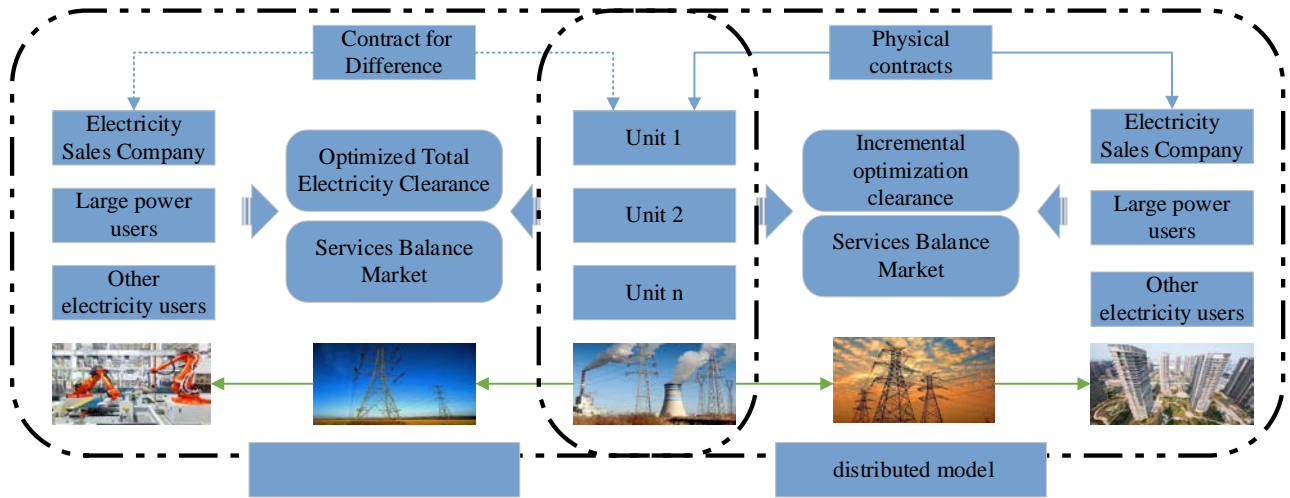 Contract for
Difference
Physical
contracts
Electricity
Sales Company
Large power
users
Other
electricity users
Optimized Total
Electricity Clearance
Services Balance
Market
Unit 1
Unit 2
Unit n
Incremental
optimization
clearance
Services Balance
Market
Electricity
Sales Company
Large power
users
Other
electricity users
distributed model